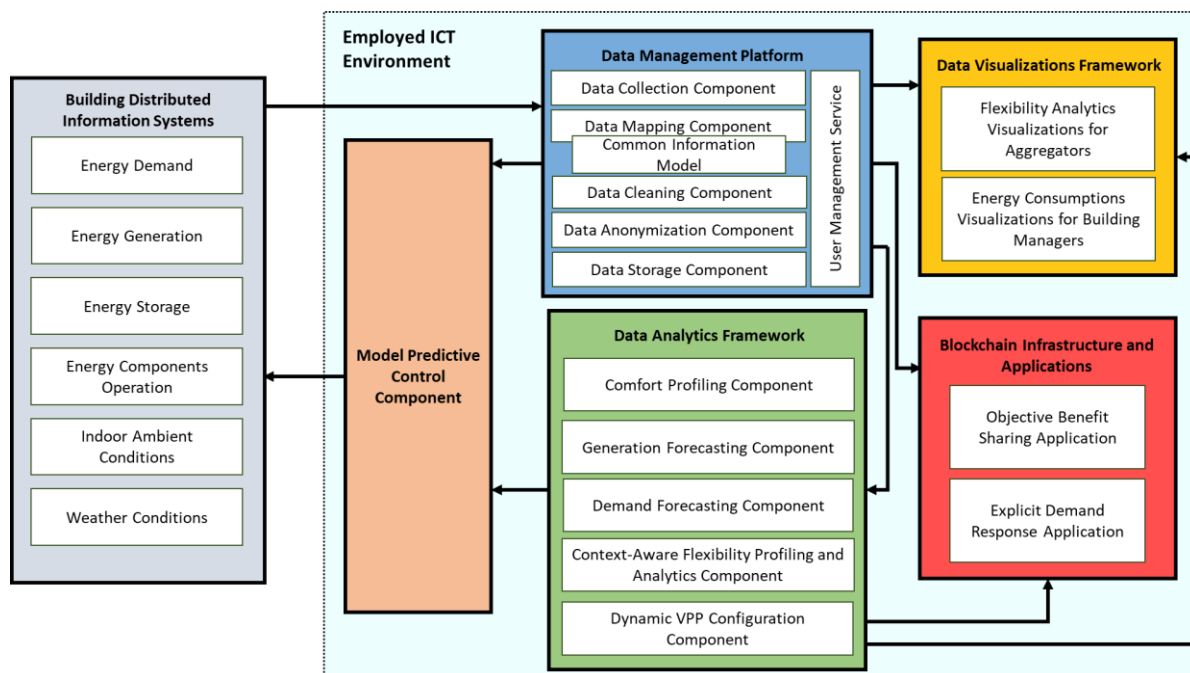 Employed ICT
Environment
Building Distributed
Information Systems
Energy Demand
Energy Generation
Energy Storage
Energy Components
Operation
Indoor Ambient
Conditions
Weather Conditions
Model Predictive
Control
Component
Data Management Platform
Data Collection Component
Data Mapping Component
Common Information
Model
Data Cleaning Component
Data Anonymization Component
Data Storage Component
User Management Service
Data Analytics Framework
Comfort Profiling Component
Generation Forecasting Component
Demand Forecasting Component
Context-Aware Flexibility Profiling and
Analytics Component
Dynamic VPP Configuration
Component
Data Visualizations Framework
Flexibility Analytics
Visualizations for
Aggregators
Energy Consumptions
Visualizations for Building
Managers
Blockchain Infrastructure and
Applications
Objective Benefit
Sharing Application
Explicit Demand
Response Application